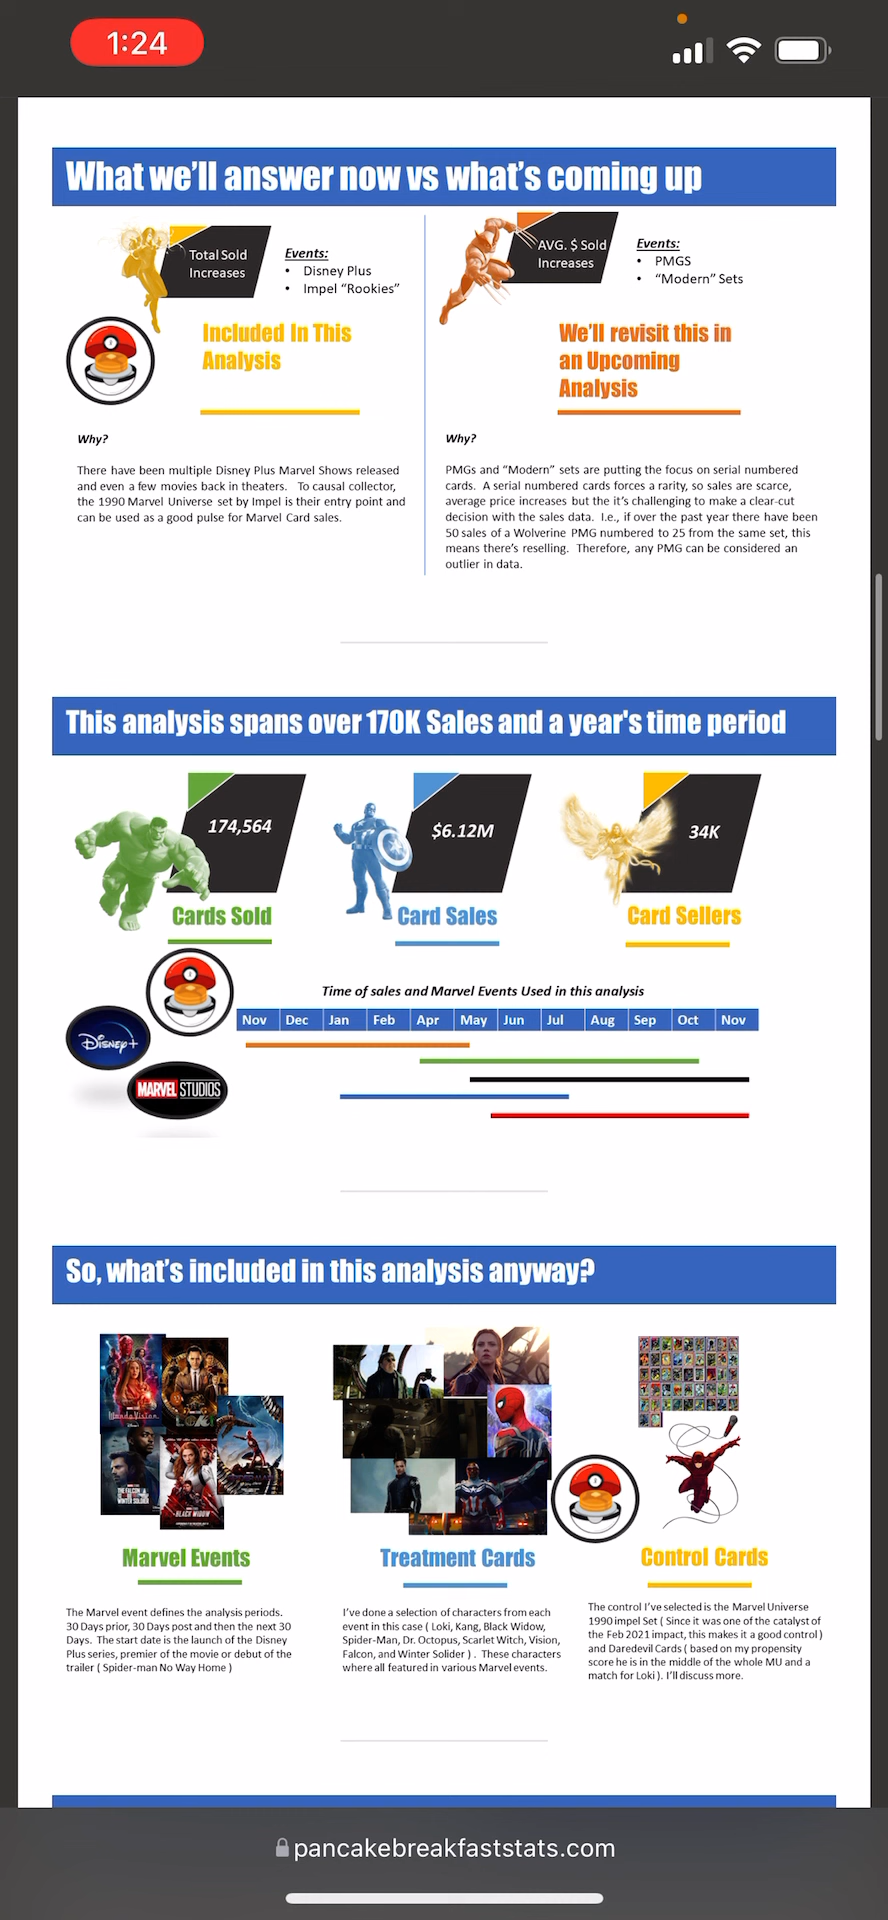 1:24
What we'll answer now vs what's coming up
Total Sold
Increases
Events:
• Disney Plus
• Impel "Rookies"
Included In This
Analysis
Why?
There have been multiple Disney Plus Marvel Shows released
and even a few movies back in theaters. To causal collector,
the 1990 Marvel Universe set by Impel is their entry point and
can be used as a good pulse for Marvel Card sales.
AVG. $ Sold
Increases
Events:
• PMGS
• "Modern" Sets
We'll revisit this in
an Upcoming
Analysis
Why?
PMGs and "Modern" sets are putting the focus on serial numbered
cards. A serial numbered cards forces a rarity, so sales are scarce,
average price increases but the it's challenging to make a clear-cut
decision with the sales data. I.e., if over the past year there have been
50 sales of a Wolverine PMG numbered to 25 from the same set, this
means there's reselling. Therefore, any PMG can be considered an
outlier in data.
This analysis spans over 170K Sales and a year's time period
174,564
Cards Sold
$6.12M
Card Sales
34K
Card Sellers
Disney+
MARVEL STUDIOS
Time of sales and Marvel Events Used in this analysis
Nov Dec Jan Feb Apr May Jun Jul Aug Sep Oct Nov
So, what's included in this analysis anyway?
WandaVision
LOKI
THE FALCON
WINTER SOLDIER
BLACK WIDOW
Marvel Events
The Marvel event defines the analysis periods.
30 Days prior, 30 Days post and then the next 30
Days. The start date is the launch of the Disney
Plus series, premier of the movie or debut of the
trailer ( Spider-man No Way Home )
Treatment Cards
I've done a selection of characters from each
event in this case ( Loki, Kang, Black Widow,
Spider-Man, Dr. Octopus, Scarlet Witch, Vision,
Falcon, and Winter Solider ) . These characters
where all featured in various Marvel events.
Control Cards
The control I've selected is the Marvel Universe
1990 impel Set ( Since it was one of the catalyst of
the Feb 2021 impact, this makes it a good control )
and Daredevil Cards ( based on my propensity
score he is in the middle of the whole MU and a
match for Loki ). I'll discuss more.
pancakebreakfaststats.com